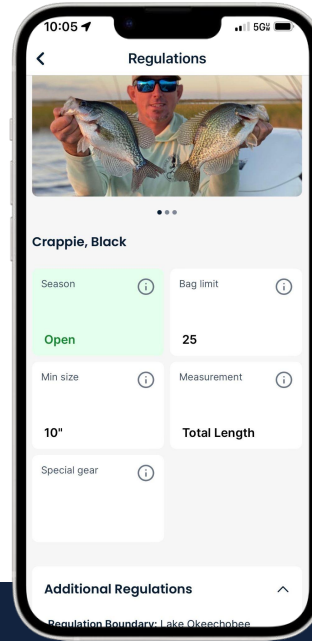 10:05
5G
Regulations
Crappie, Black
Season
Bag limit
Open
25
Min size
Measurement
10"
Total Length
Special gear
Additional Regulations
Regulation Boundary: Lake Okeechobee